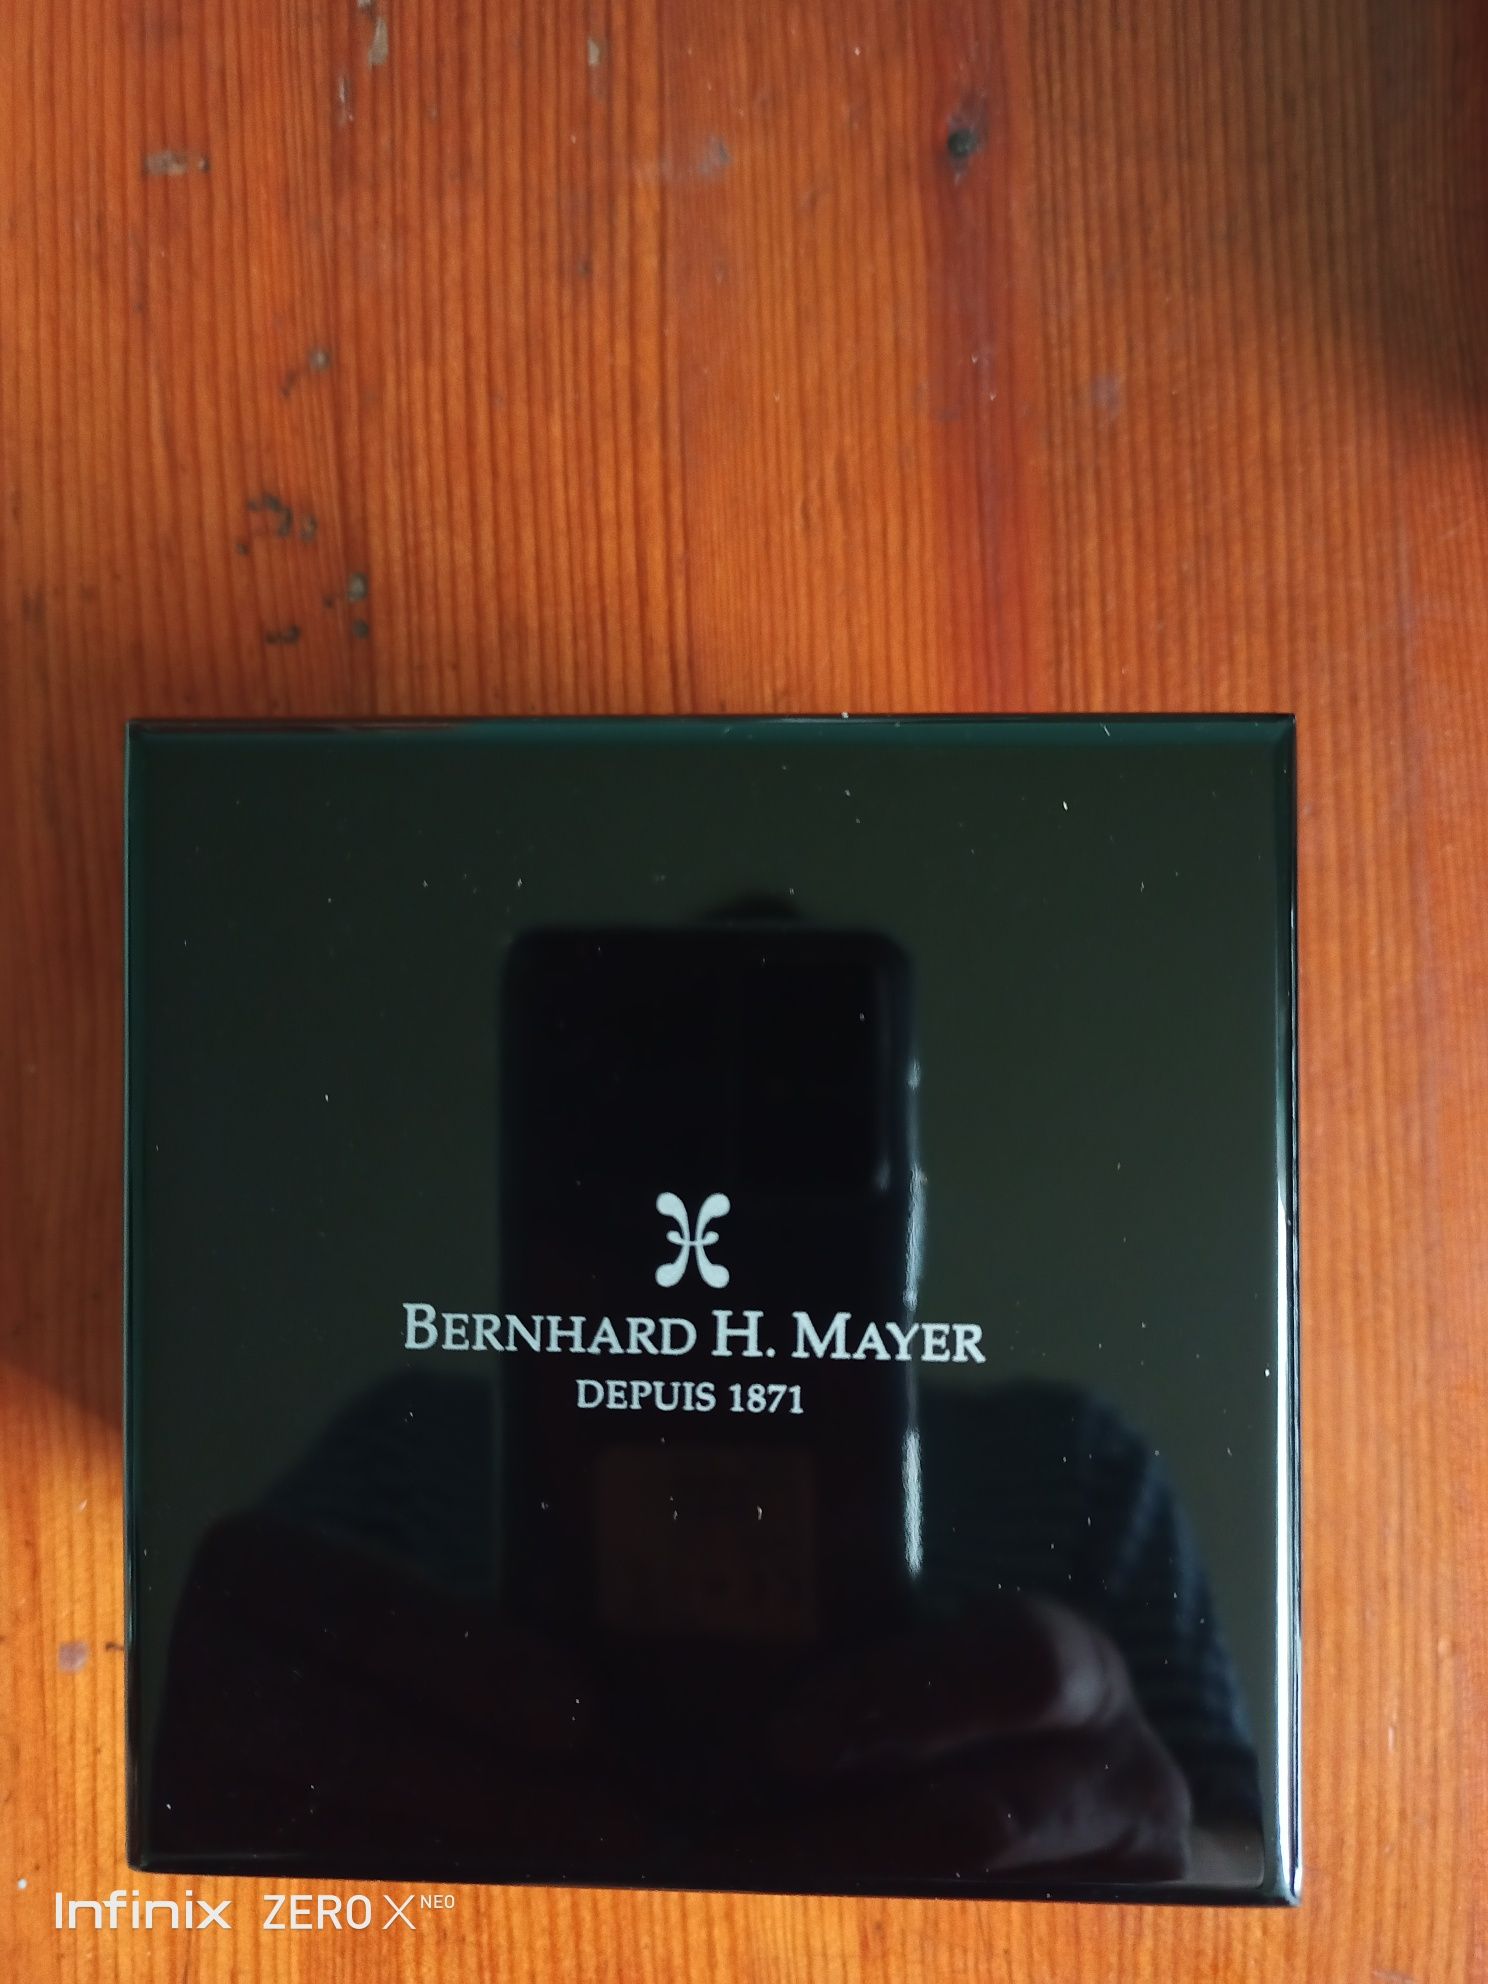 BERNHARD H. MAYER
DEPUIS 1871
Infinix ZERO X NEO